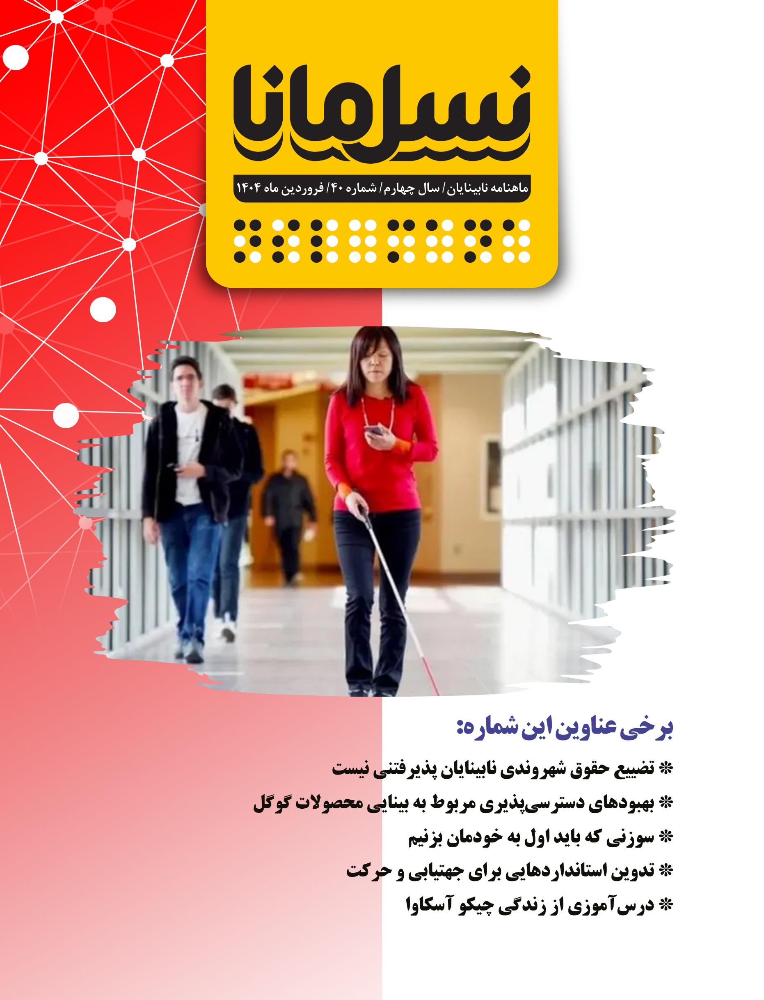 نسل مانا
ماهنامه نابینایان/ سال چهارم/ شماره ۴۰/ فروردین ماه ۱۴۰۴
⠝⠎⠇⠀⠍⠁⠝⠁
برخی عناوین این شماره:
❊ تضییع حقوق شهروندی نابینایان پذیرفتنی نیست
❊ بهبودهای دسترسی‌پذیری مربوط به بینایی محصولات گوگل
❊ سوزنی که باید اول به خودمان بزنیم
❊ تدوین استانداردهایی برای جهتیابی و حرکت
❊ درس‌آموزی از زندگی چیکو آسکاوا